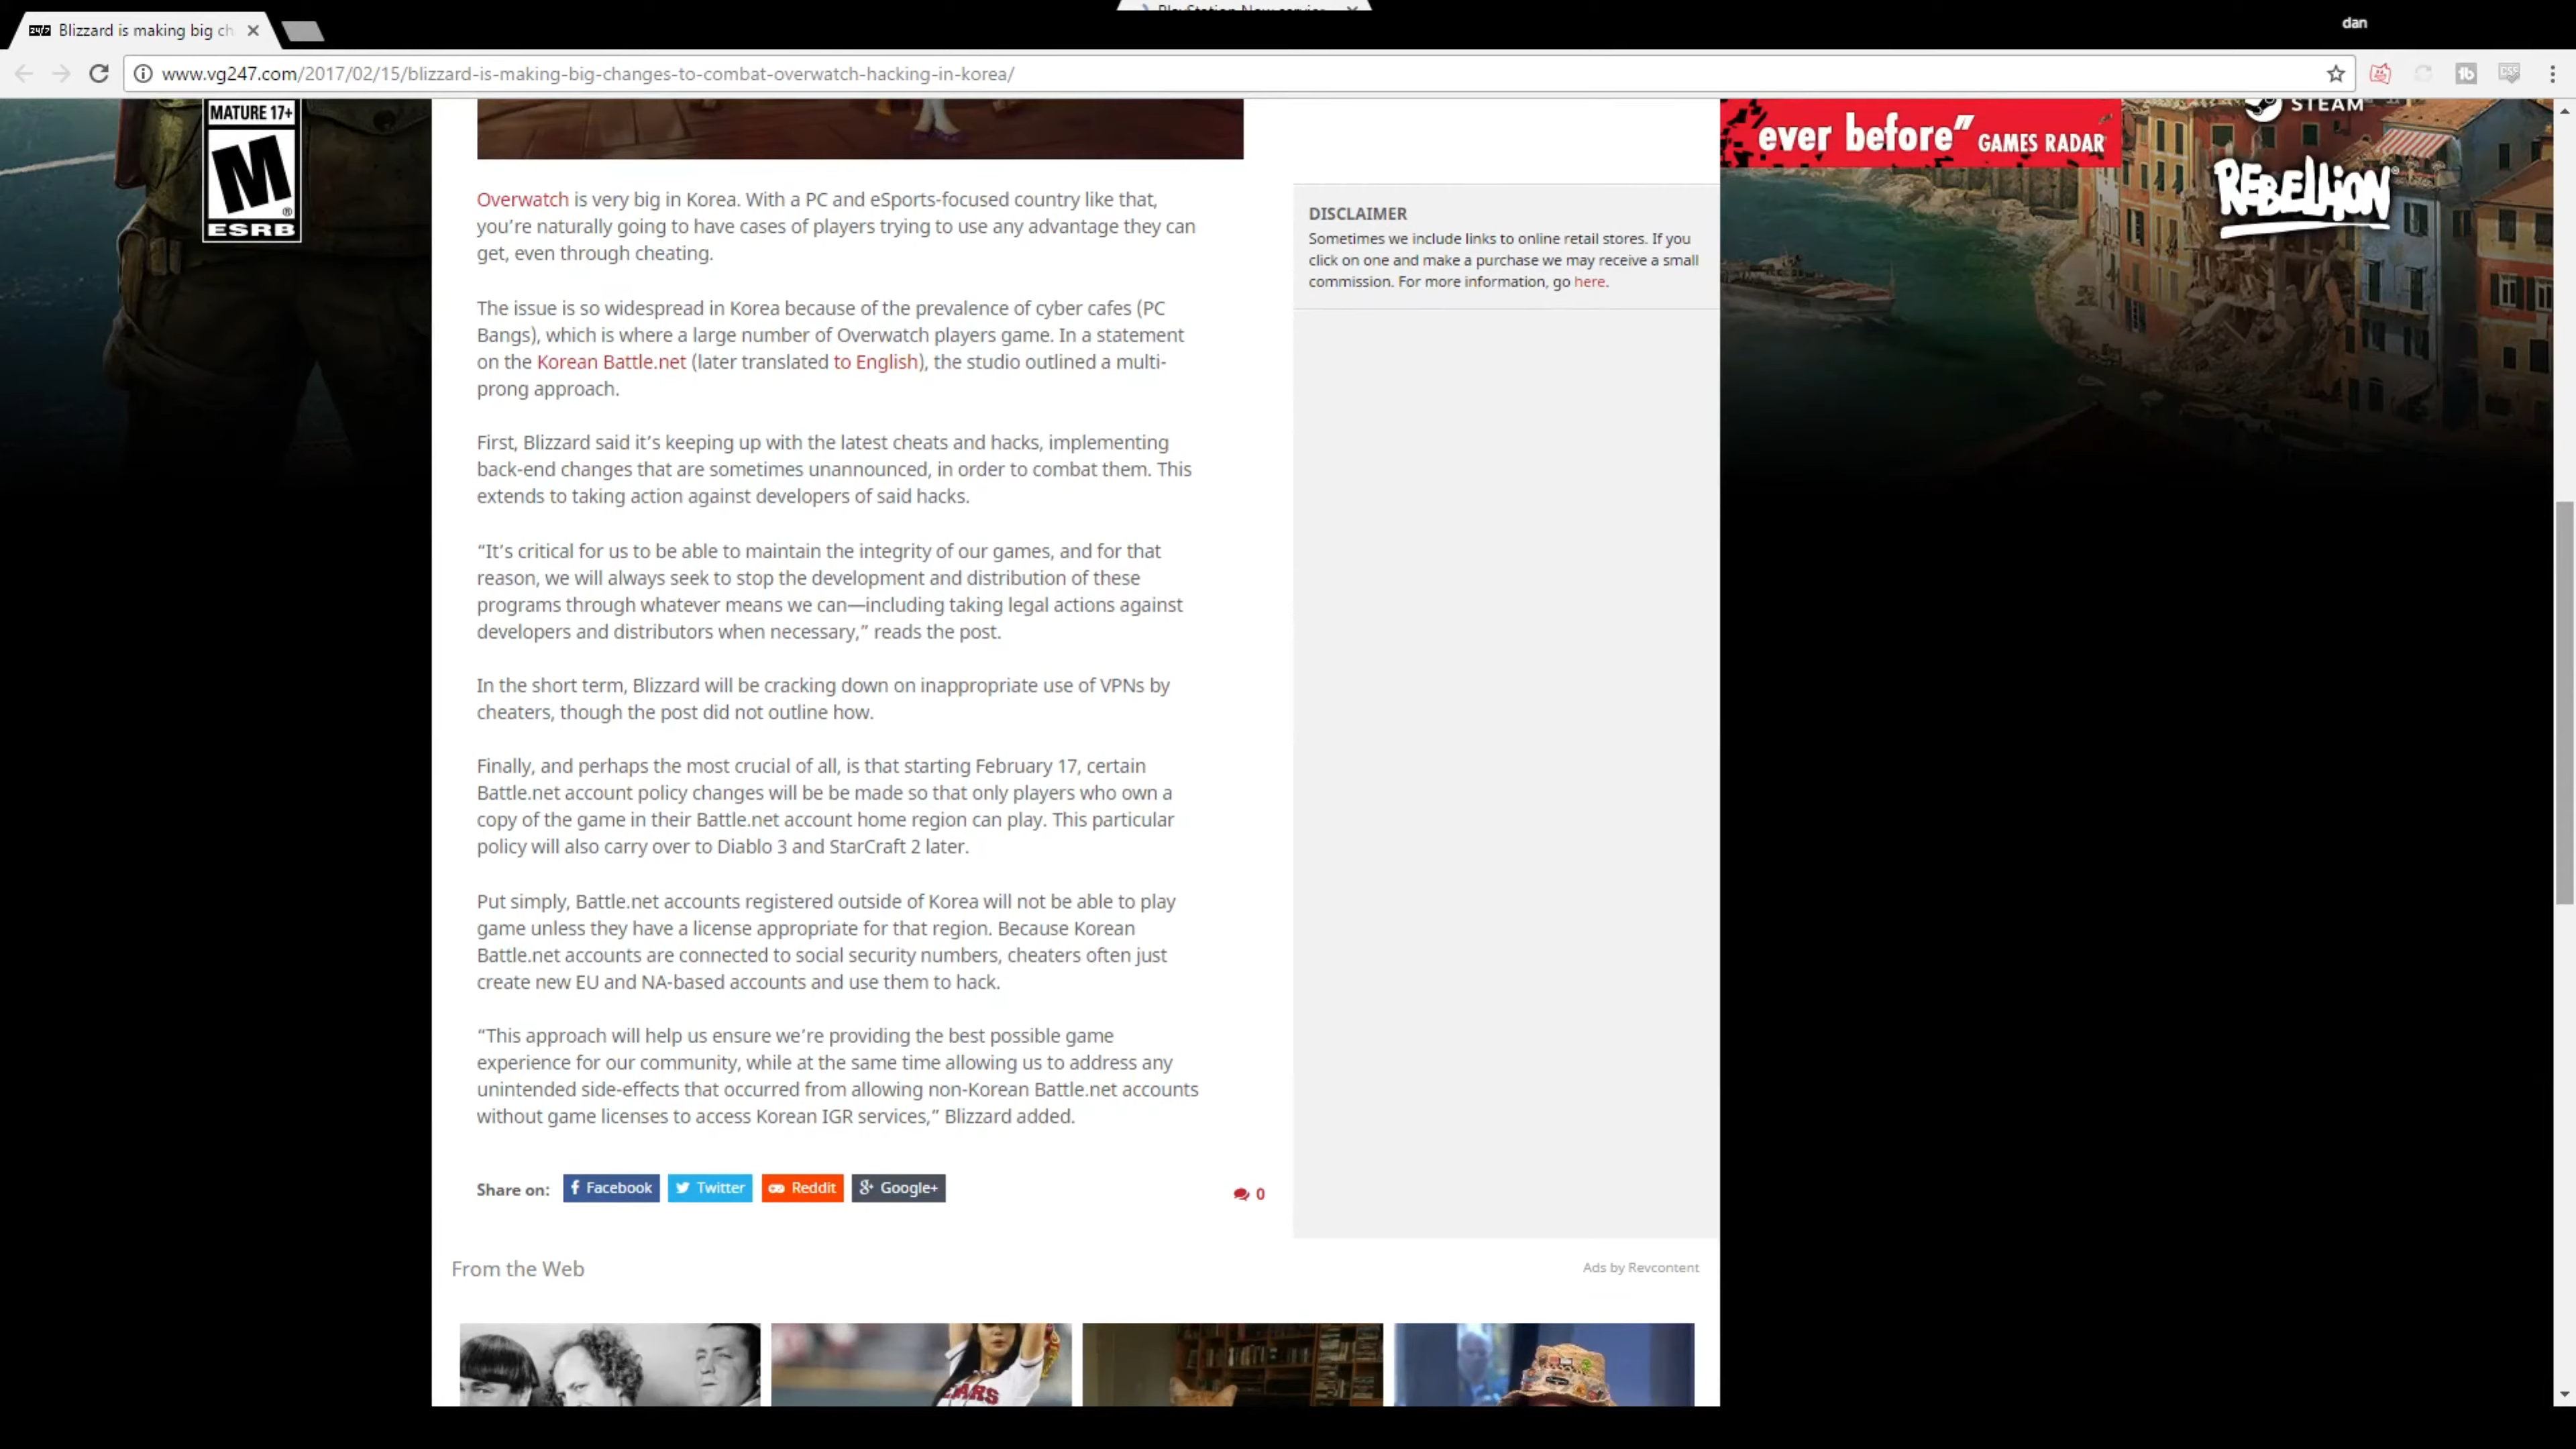 Blizzard is making big ch
PlayStation Now service
dan
www.vg247.com/2017/02/15/blizzard-is-making-big-changes-to-combat-overwatch-hacking-in-korea/
MATURE 17+
M
®
ESRB
ever before” GAMES RADAR
STEAM
REBELLION®
Overwatch is very big in Korea. With a PC and eSports-focused country like that,
you’re naturally going to have cases of players trying to use any advantage they can
get, even through cheating.
The issue is so widespread in Korea because of the prevalence of cyber cafes (PC
Bangs), which is where a large number of Overwatch players game. In a statement
on the Korean Battle.net (later translated to English), the studio outlined a multi-
prong approach.
First, Blizzard said it’s keeping up with the latest cheats and hacks, implementing
back-end changes that are sometimes unannounced, in order to combat them. This
extends to taking action against developers of said hacks.
“It’s critical for us to be able to maintain the integrity of our games, and for that
reason, we will always seek to stop the development and distribution of these
programs through whatever means we can—including taking legal actions against
developers and distributors when necessary,” reads the post.
In the short term, Blizzard will be cracking down on inappropriate use of VPNs by
cheaters, though the post did not outline how.
Finally, and perhaps the most crucial of all, is that starting February 17, certain
Battle.net account policy changes will be be made so that only players who own a
copy of the game in their Battle.net account home region can play. This particular
policy will also carry over to Diablo 3 and StarCraft 2 later.
Put simply, Battle.net accounts registered outside of Korea will not be able to play
game unless they have a license appropriate for that region. Because Korean
Battle.net accounts are connected to social security numbers, cheaters often just
create new EU and NA-based accounts and use them to hack.
“This approach will help us ensure we’re providing the best possible game
experience for our community, while at the same time allowing us to address any
unintended side-effects that occurred from allowing non-Korean Battle.net accounts
without game licenses to access Korean IGR services,” Blizzard added.
DISCLAIMER
Sometimes we include links to online retail stores. If you
click on one and make a purchase we may receive a small
commission. For more information, go here.
Share on: Facebook Twitter Reddit Google+
0
From the Web
Ads by Revcontent